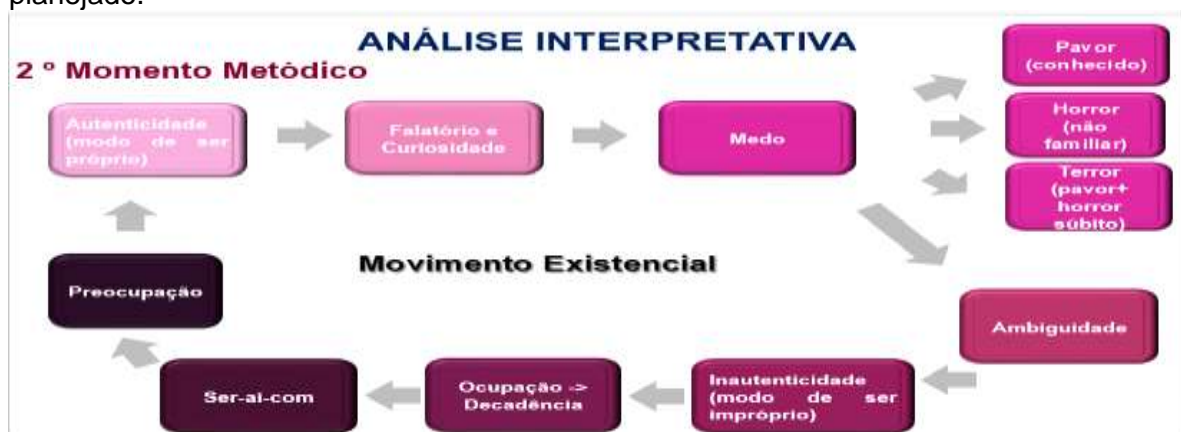 planejado.
ANÁLISE INTERPRETATIVA
2 º Momento Metódico
Autenticidade
(modo de ser
próprio)
Falatório e
Curiosidade
Medo
Pavor
(conhecido)
Horror
(não
familiar)
Terror
(pavor+
horror
súbito)
Movimento Existencial
Preocupação
Ambiguidade
Ser-aí-com
Ocupação ->
Decadência
Inautenticidade
(modo de ser
impróprio)